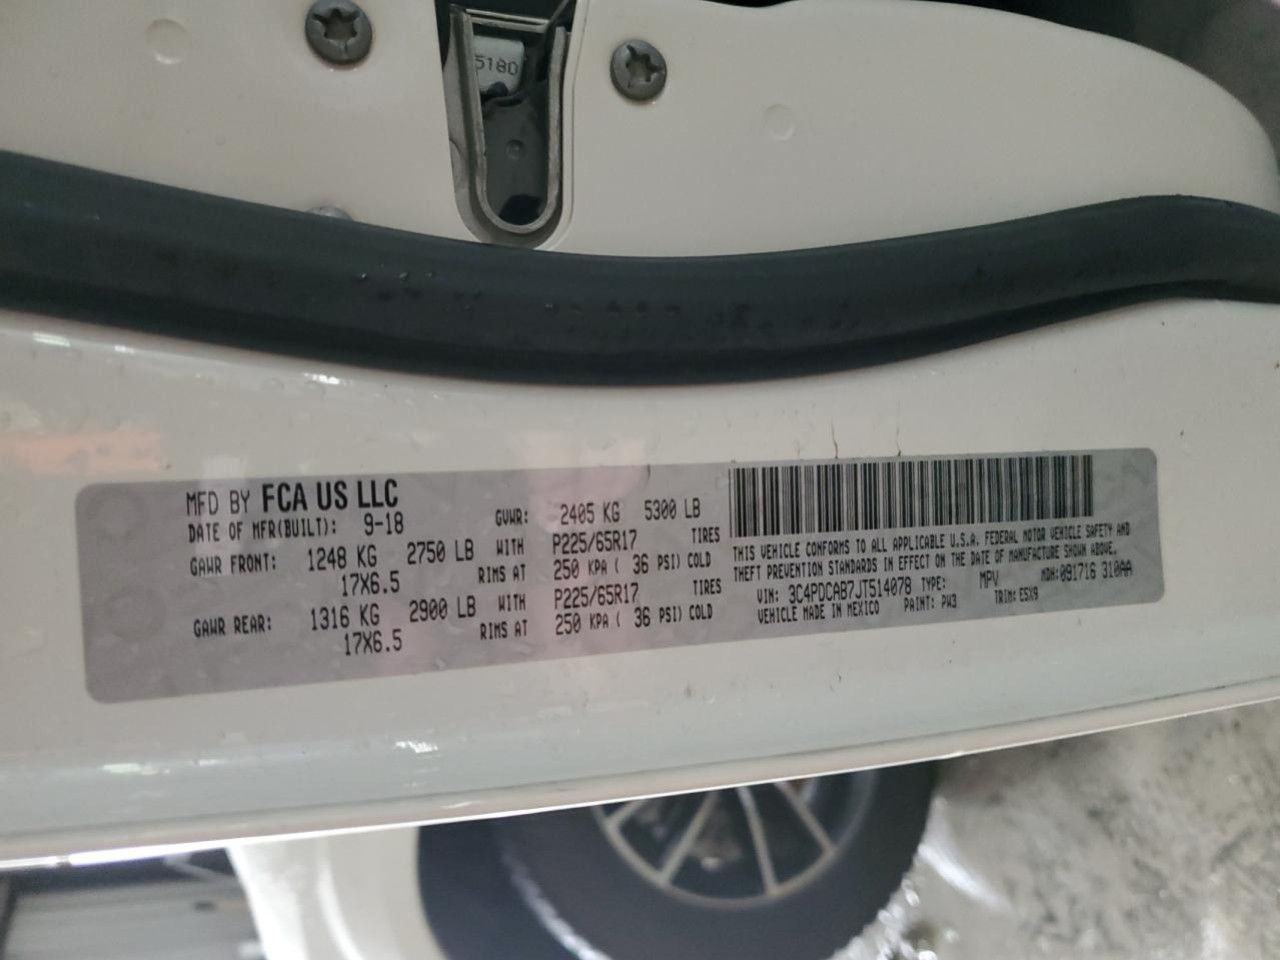 5180
MFD BY FCA US LLC
DATE OF MFR(BUILT): 9-18 GVWR: 2405 KG 5300 LB
GAWR FRONT: 1248 KG 2750 LB WITH P225/65R17 TIRES
17X6.5 RIMS AT 250 KPA ( 36 PSI) COLD
GAWR REAR: 1316 KG 2900 LB WITH P225/65R17 TIRES
17X6.5 RIMS AT 250 KPA ( 36 PSI) COLD
THIS VEHICLE CONFORMS TO ALL APPLICABLE U.S.A. FEDERAL MOTOR VEHICLE SAFETY AND
THEFT PREVENTION STANDARDS IN EFFECT ON THE DATE OF MANUFACTURE SHOWN ABOVE.
VIN: 3C4PDCAB7JT514078 TYPE: MPV MDH: 091716 310AA
VEHICLE MADE IN MEXICO PAINT: PW3 TRIM: E5X9